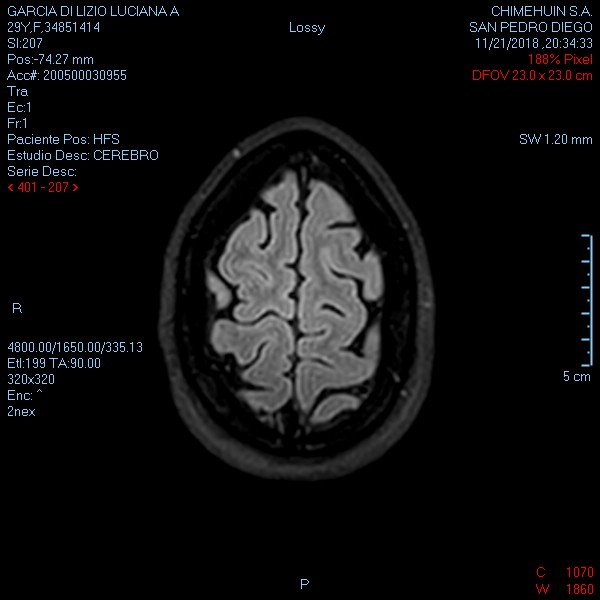 GARCIA DI LIZIO LUCIANA A
29Y,F,34851414
Sl:207
Pos:-74.27 mm
Acc#: 200500030955
Tra
Ec:1
Fr:1
Paciente Pos: HFS
Estudio Desc: CEREBRO
Serie Desc:
< 401 - 207 >
Lossy
CHIMEHUIN S.A.
SAN PEDRO DIEGO
11/21/2018 ,20:34:33
188% Pixel
DFOV 23.0 x 23.0 cm
SW 1.20 mm
R
4800.00/1650.00/335.13
Etl:199 TA:90.00
320x320
Enc: ^
2nex
5 cm
P
C 1070
W 1860